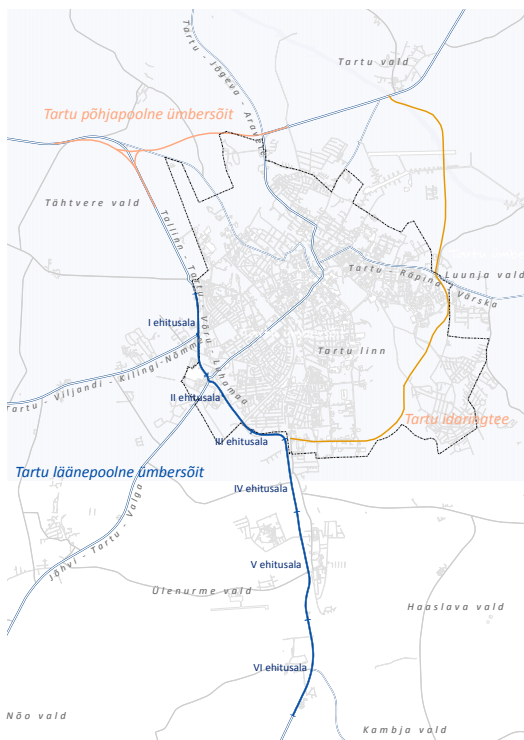 Tartu vald
Tartu - Jõgeva - Aravete
Tartu põhjapoolne ümbersõit
Tähtvere vald
Tallinn - Tartu - Võru - Luhamaa
Tartu - Räpina - Värska
Luunja vald
I ehitusala
Tartu linn
Tartu - Viljandi - Kilingi-Nõmme
II ehitusala
Tartu idaringtee
III ehitusala
Tartu läänepoolne ümbersõit
IV ehitusala
Jõhvi - Tartu - Valga
V ehitusala
Ülenurme vald
Haaslava vald
VI ehitusala
Nõo vald
Kambja vald